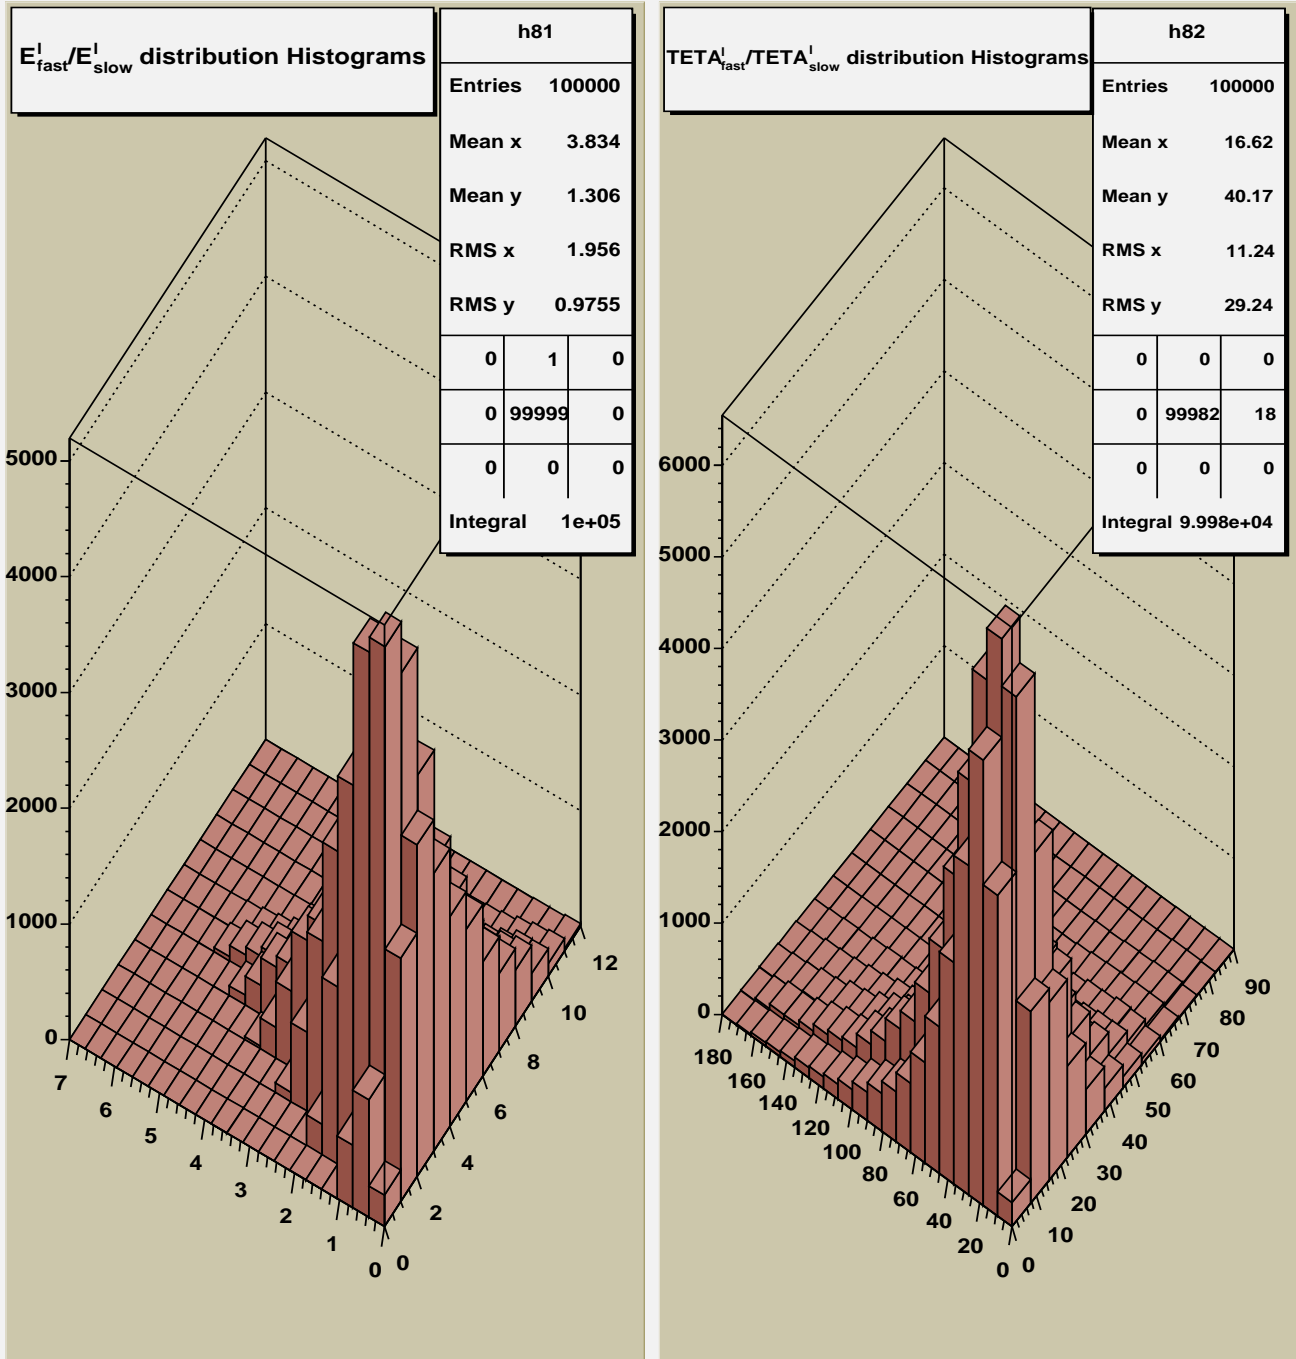 E^l_fast/E^l_slow distribution Histograms
h81
Entries 100000
Mean x 3.834
Mean y 1.306
RMS x 1.956
RMS y 0.9755
0 1 0
0 99999 0
0 0 0
Integral 1e+05
5000
4000
3000
2000
1000
0
7
6
5
4
3
2
1
0
0
2
4
6
8
10
12
TETA^l_fast/TETA^l_slow distribution Histograms
h82
Entries 100000
Mean x 16.62
Mean y 40.17
RMS x 11.24
RMS y 29.24
0 0 0
0 99982 18
0 0 0
Integral 9.998e+04
6000
5000
4000
3000
2000
1000
0
180
160
140
120
100
80
60
40
20
0
0
10
20
30
40
50
60
70
80
90